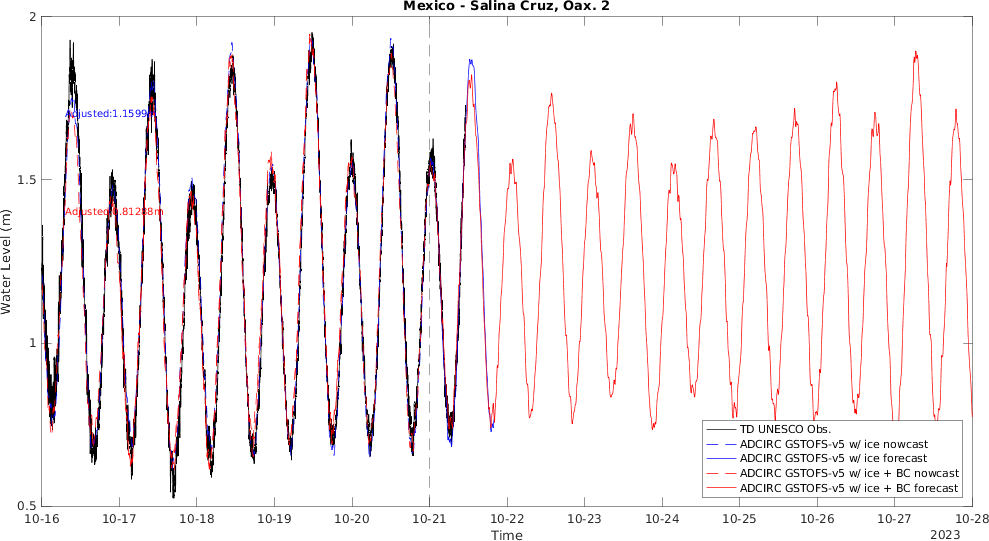 Mexico - Salina Cruz, Oax. 2
2
1.5
1
0.5
Water Level (m)
Adjusted:1.1599
Adjusted:0.81288m
TD UNESCO Obs.
ADCIRC GSTOFS-v5 w/ ice nowcast
ADCIRC GSTOFS-v5 w/ ice forecast
ADCIRC GSTOFS-v5 w/ ice + BC nowcast
ADCIRC GSTOFS-v5 w/ ice + BC forecast
10-16 10-17 10-18 10-19 10-20 10-21 10-22 10-23 10-24 10-25 10-26 10-27 10-28
Time
2023